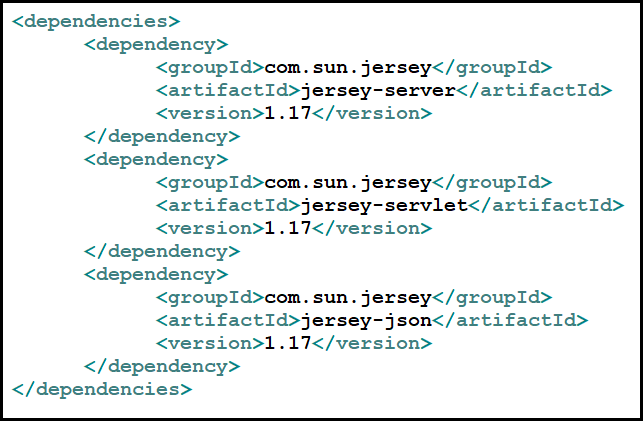 <dependencies>
<dependency>
<groupId>com.sun.jersey</groupId>
<artifactId>jersey-server</artifactId>
<version>1.17</version>
</dependency>
<dependency>
<groupId>com.sun.jersey</groupId>
<artifactId>jersey-servlet</artifactId>
<version>1.17</version>
</dependency>
<dependency>
<groupId>com.sun.jersey</groupId>
<artifactId>jersey-json</artifactId>
<version>1.17</version>
</dependency>
</dependencies>